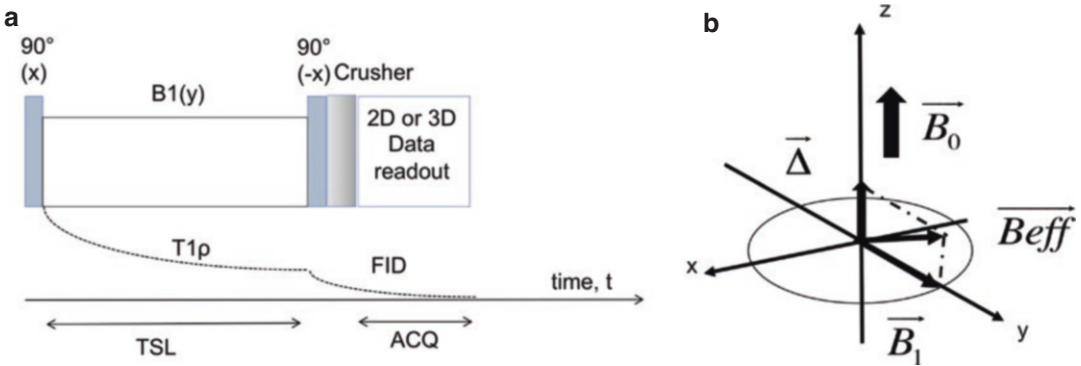 a
90°
(x)
B1(y)
90°
(-x) Crusher
2D or 3D
Data
readout
T1ρ
FID
time, t
TSL
ACQ
b
z
B₀
Δ
Beff
x
y
B₁